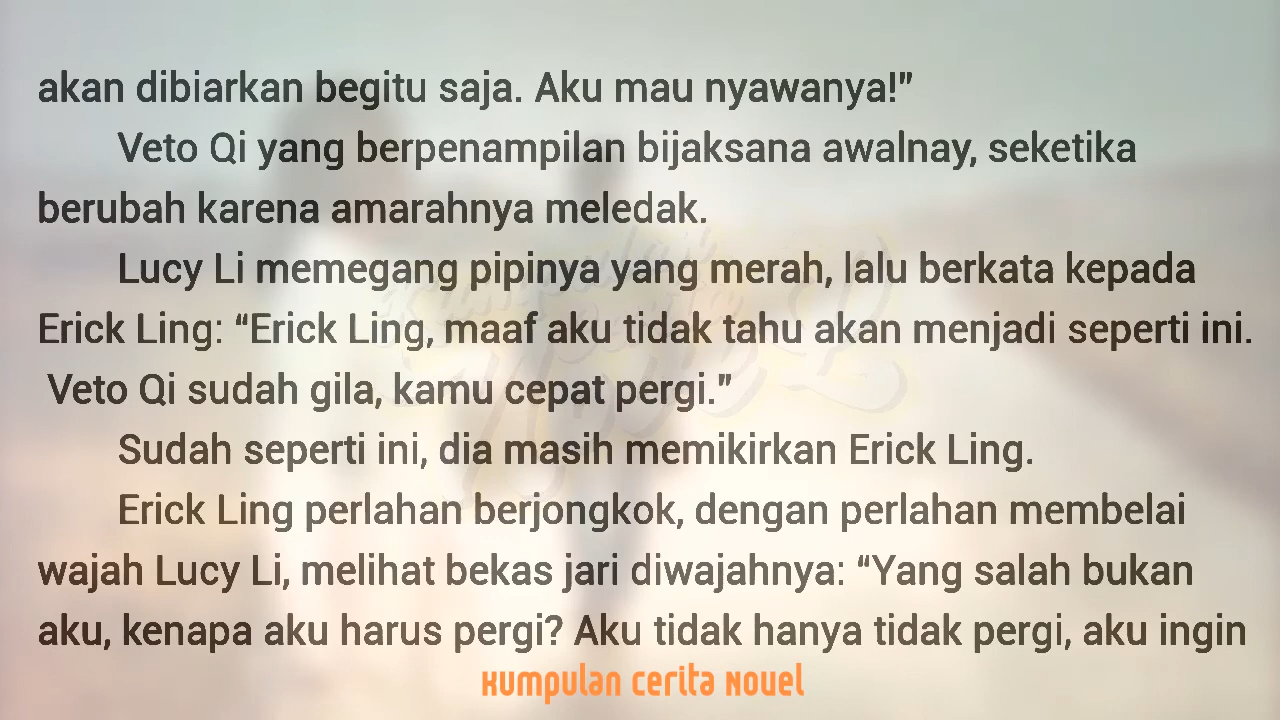 akan dibiarkan begitu saja. Aku mau nyawanya!"
Veto Qi yang berpenampilan bijaksana awalnay, seketika
berubah karena amarahnya meledak.
Lucy Li memegang pipinya yang merah, lalu berkata kepada
Erick Ling: “Erick Ling, maaf aku tidak tahu akan menjadi seperti ini.
Veto Qi sudah gila, kamu cepat pergi."
Sudah seperti ini, dia masih memikirkan Erick Ling.
Erick Ling perlahan berjongkok, dengan perlahan membelai
wajah Lucy Li, melihat bekas jari diwajahnya: “Yang salah bukan
aku, kenapa aku harus pergi? Aku tidak hanya tidak pergi, aku ingin
Kumpulan Cerita Novel